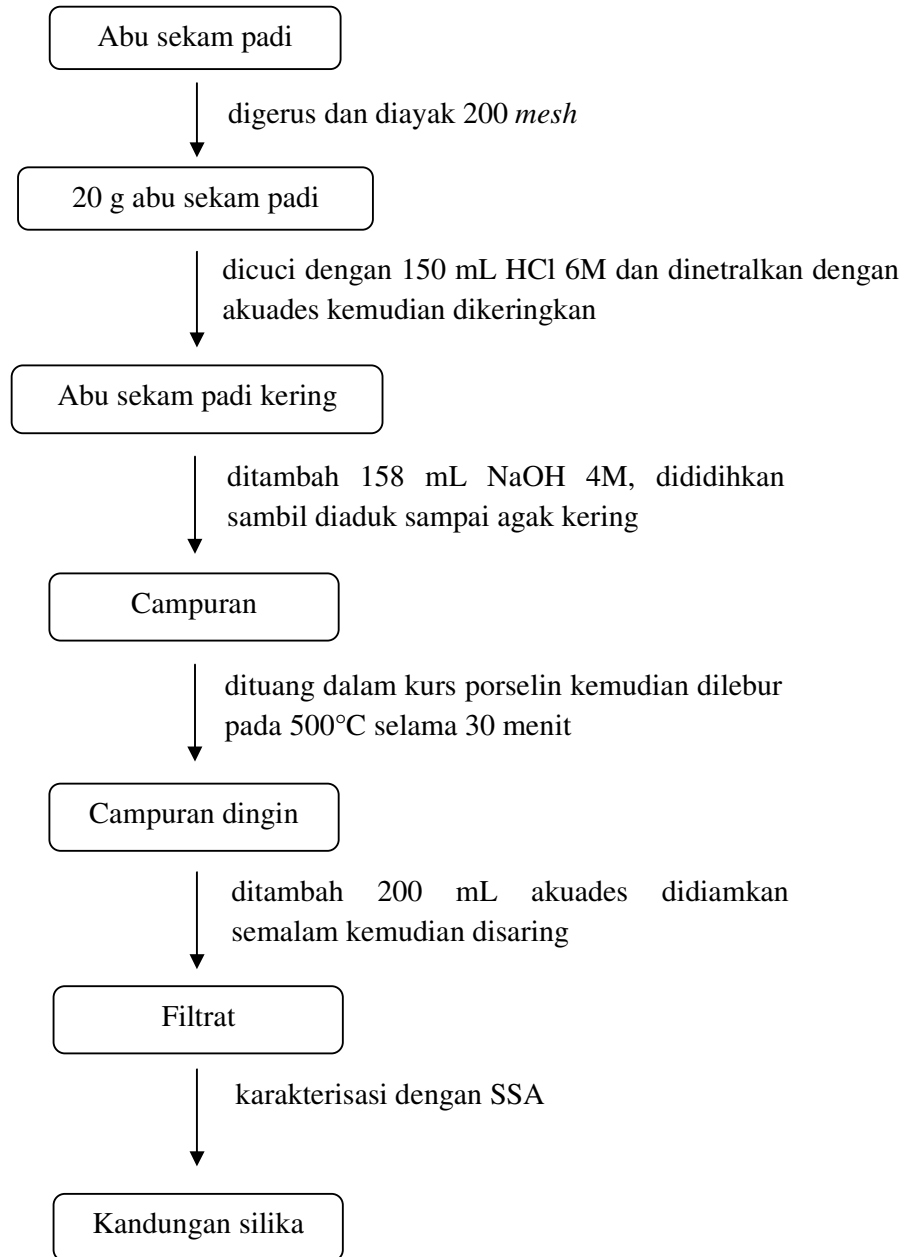 Abu sekam padi
digerus dan diayak 200 mesh
20 g abu sekam padi
dicuci dengan 150 mL HCl 6M dan dinetralkan dengan
akuades kemudian dikeringkan
Abu sekam padi kering
ditambah 158 mL NaOH 4M, dididihkan
sambil diaduk sampai agak kering
Campuran
dituang dalam kurs porselin kemudian dilebur
pada 500°C selama 30 menit
Campuran dingin
ditambah 200 mL akuades didiamkan
semalam kemudian disaring
Filtrat
karakterisasi dengan SSA
Kandungan silika